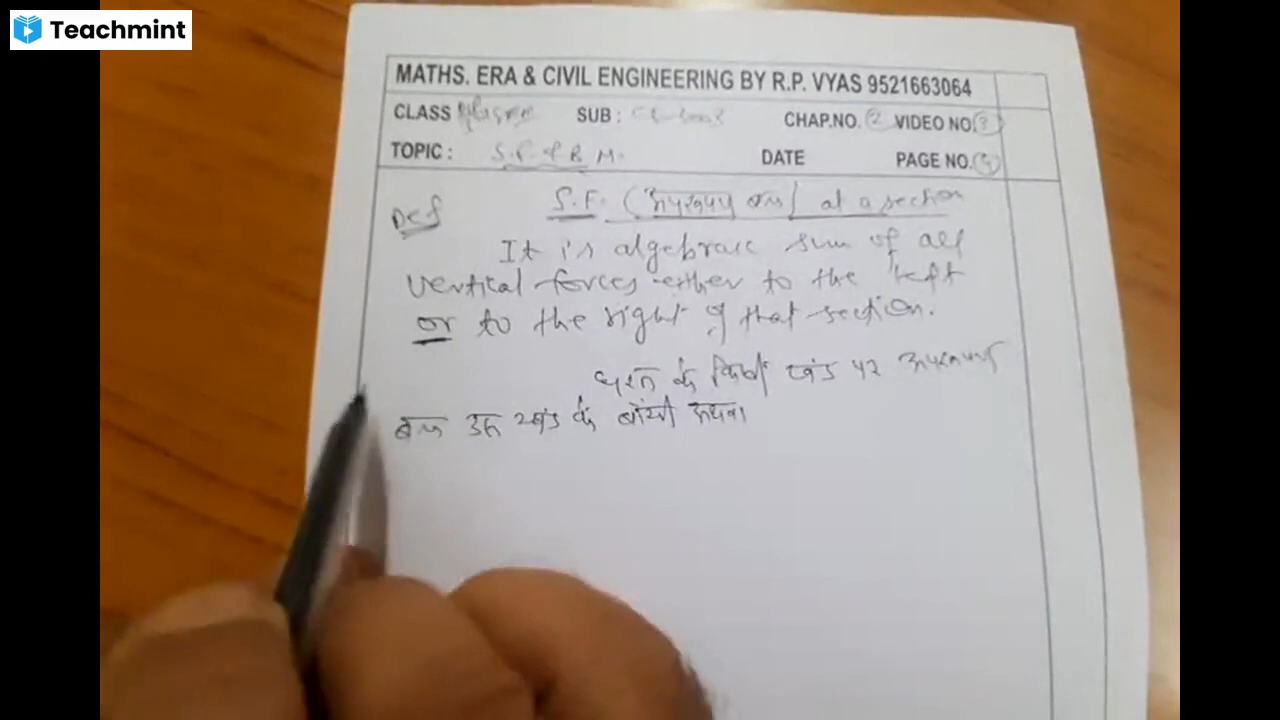 Teachmint
MATHS. ERA & CIVIL ENGINEERING BY R.P. VYAS 9521663064
CLASS SUB : CHAP.NO. 2 VIDEO NO.
TOPIC : S.F & B.M. DATE PAGE NO.
Def S.F. (अपरूपण बल) at a section
It is algebraic sum of all
vertical forces either to the left
or to the right of that section.
धरन के किसी खंड पर अपरूपण
बल उस खंड के बांयी अथवा